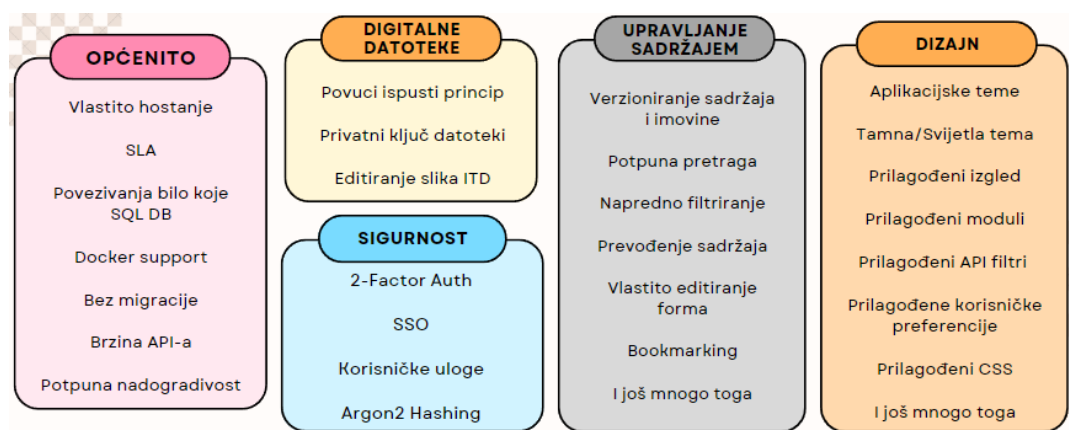 OPĆENITO
Vlastito hostanje
SLA
Povezivanja bilo koje
SQL DB
Docker support
Bez migracije
Brzina API-a
Potpuna nadogradivost
DIGITALNE
DATOTEKE
Povuci ispusti princip
Privatni ključ datoteki
Editiranje slika ITD
SIGURNOST
2-Factor Auth
SSO
Korisničke uloge
Argon2 Hashing
UPRAVLJANJE
SADRŽAJEM
Verzioniranje sadržaja
i imovine
Potpuna pretraga
Napredno filtriranje
Prevođenje sadržaja
Vlastito editiranje
forma
Bookmarking
I još mnogo toga
DIZAJN
Aplikacijske teme
Tamna/Svijetla tema
Prilagođeni izgled
Prilagođeni moduli
Prilagođeni API filtri
Prilagođene korisničke
preferencije
Prilagođeni CSS
I još mnogo toga